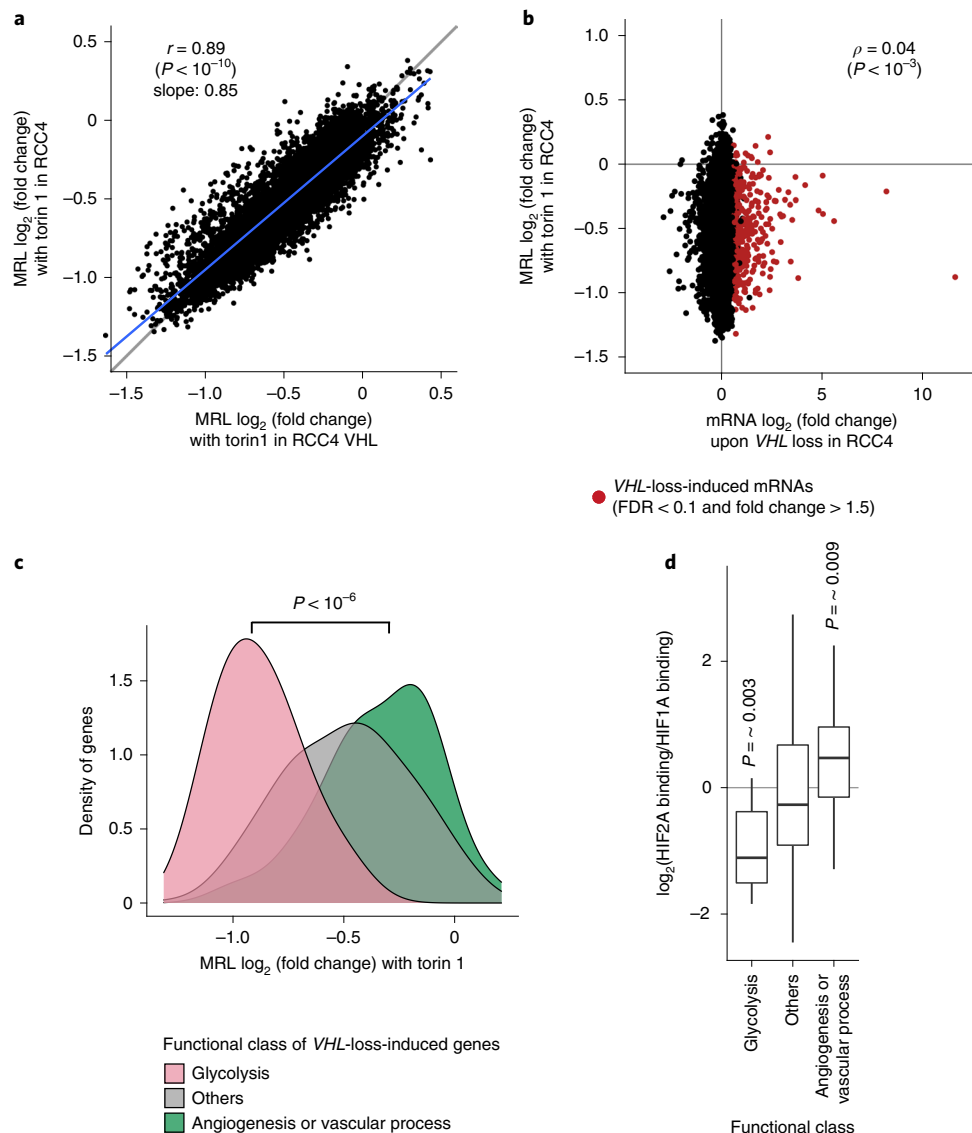 a
r = 0.89
(P < 10⁻¹⁰)
slope: 0.85
MRL log₂ (fold change)
with torin 1 in RCC4
0.5
0
−0.5
−1.0
−1.5
−1.5 −1.0 −0.5 0 0.5
MRL log₂ (fold change)
with torin1 in RCC4 VHL
b
ρ = 0.04
(P < 10⁻³)
MRL log₂ (fold change)
with torin 1 in RCC4
1.0
0.5
0
−0.5
−1.0
−1.5
0 5 10
mRNA log₂ (fold change)
upon VHL loss in RCC4
VHL-loss-induced mRNAs
(FDR < 0.1 and fold change > 1.5)
c
P < 10⁻⁶
Density of genes
1.5
1.0
0.5
0
−1.0 −0.5 0
MRL log₂ (fold change) with torin 1
Functional class of VHL-loss-induced genes
Glycolysis
Others
Angiogenesis or vascular process
d
P = ~ 0.003
P = ~ 0.009
log₂(HIF2A binding/HIF1A binding)
2
0
−2
Glycolysis
Others
Angiogenesis or
vascular process
Functional class